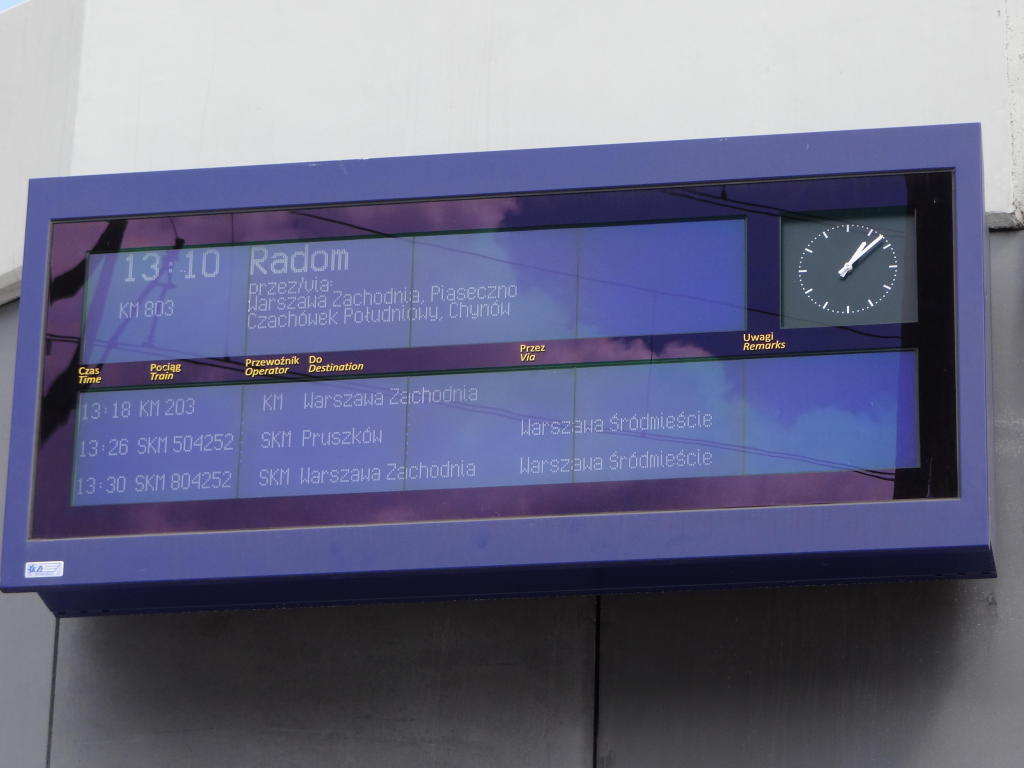 13:10 Radom
przez/via:
KM 803
Warszawa Zachodnia, Piaseczno
Czachówek Południowy, Chynów
Czas Pociąg Przewoźnik Do Przez Uwagi
Time Train Operator Destination Via Remarks
13:18 KM 203 KM Warszawa Zachodnia
13:26 SKM 504252 SKM Pruszków Warszawa Śródmieście
13:30 SKM 804252 SKM Warszawa Zachodnia Warszawa Śródmieście